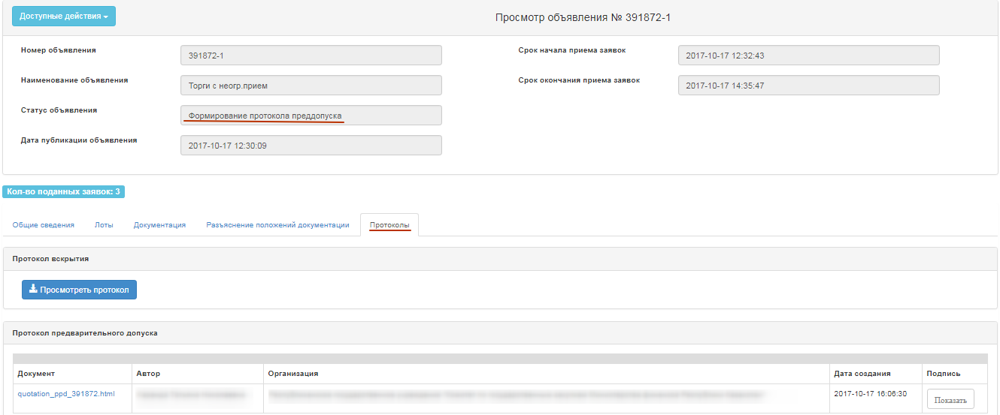 Доступные действия
Просмотр объявления № 391872-1
Номер объявления
391872-1
Срок начала приема заявок
2017-10-17 12:32:43
Наименование объявления
Торги с неогр.прием
Срок окончания приема заявок
2017-10-17 14:35:47
Статус объявления
Формирование протокола преддопуска
Дата публикации объявления
2017-10-17 12:30:09
Кол-во поданных заявок: 3
Общие сведения
Лоты
Документация
Разъяснение положений документации
Протоколы
Протокол вскрытия
Просмотреть протокол
Протокол предварительного допуска
Документ
Автор
Организация
Дата создания
Подпись
quotation_ppd_391872.html
2017-10-17 16:06:30
Показать